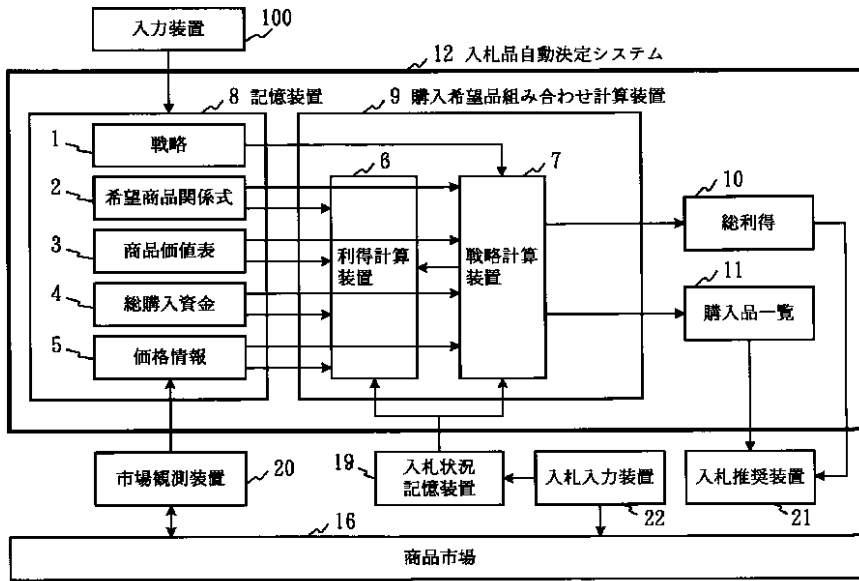 入力装置
100
12 入札品自動決定システム
8 記憶装置
9 購入希望品組み合わせ計算装置
1
戦略
6
7
2
希望商品関係式
10
総利得
3
商品価値表
利得計算
装置
戦略計算
装置
11
4
総購入資金
購入品一覧
5
価格情報
市場観測装置
20
19
入札状況
記憶装置
入札入力装置
22
入札推奨装置
21
16
商品市場